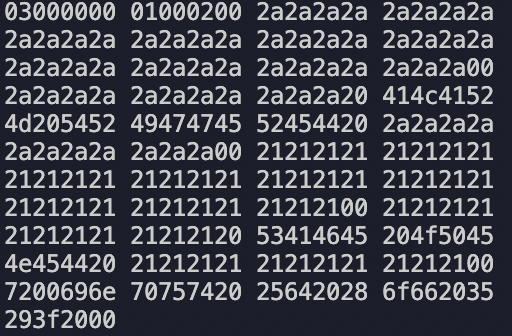 03000000 01000200 2a2a2a2a 2a2a2a2a
2a2a2a2a 2a2a2a2a 2a2a2a2a 2a2a2a2a
2a2a2a2a 2a2a2a2a 2a2a2a2a 2a2a2a00
2a2a2a2a 2a2a2a2a 2a2a2a20 414c4152
4d205452 49474745 52454420 2a2a2a2a
2a2a2a2a 2a2a2a00 21212121 21212121
21212121 21212121 21212121 21212121
21212121 21212121 21212100 21212121
21212121 21212120 53414645 204f5045
4e454420 21212121 21212121 21212100
7200696e 70757420 25642028 6f662035
293f2000